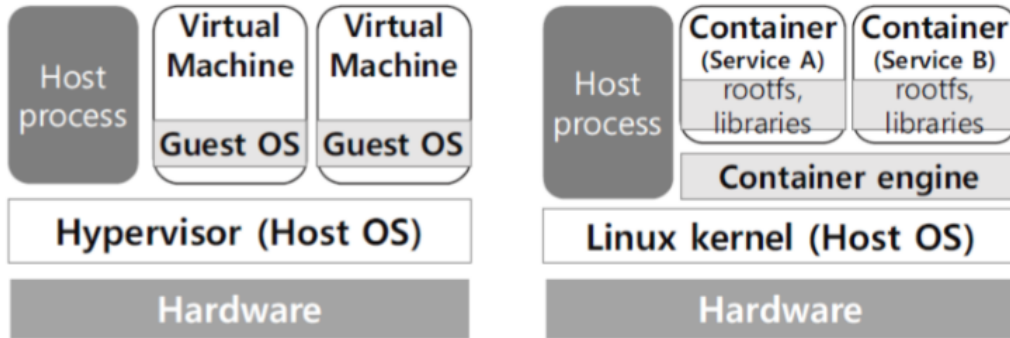 Host
process
Virtual
Machine
Guest OS
Virtual
Machine
Guest OS
Hypervisor (Host OS)
Hardware
Host
process
Container
(Service A)
rootfs,
libraries
Container
(Service B)
rootfs,
libraries
Container engine
Linux kernel (Host OS)
Hardware